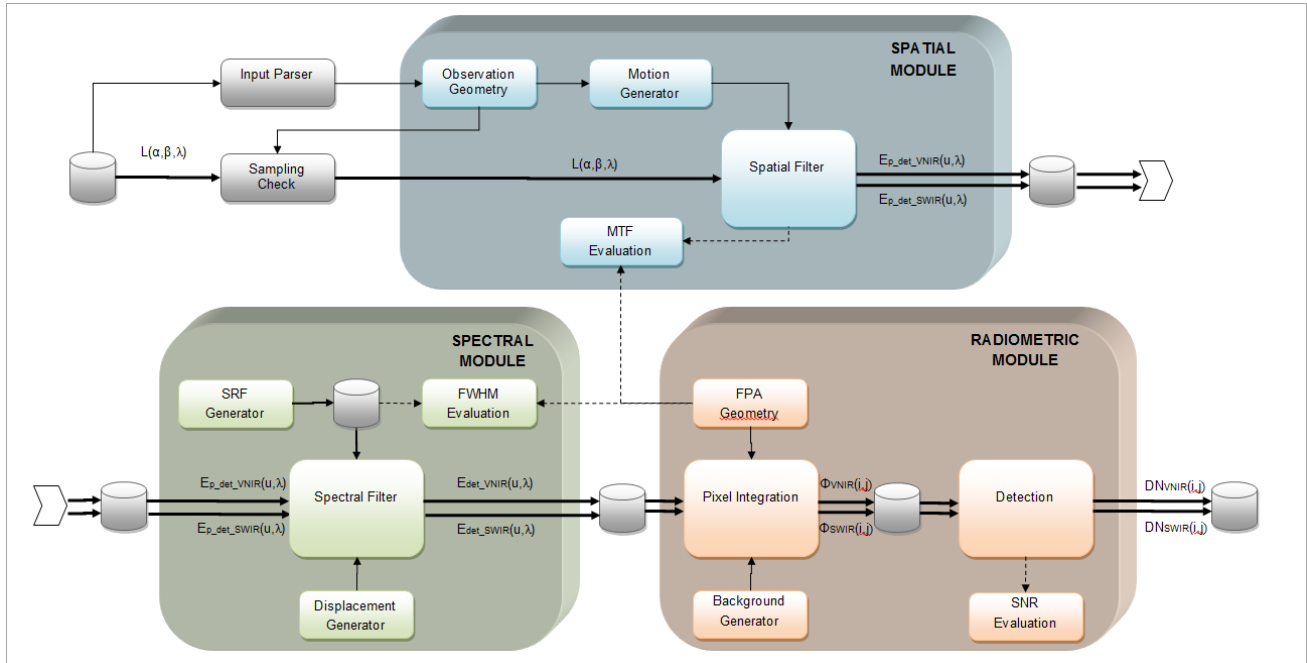 SPATIAL
MODULE
Input Parser
Observation
Geometry
Motion
Generator
L(α,β,λ)
Sampling
Check
L(α,β,λ)
Spatial Filter
Ep_det_VNIR(u,λ)
Ep_det_SWIR(u,λ)
MTF
Evaluation
SPECTRAL
MODULE
SRF
Generator
FWHM
Evaluation
Ep_det_VNIR(u,λ)
Spectral Filter
Ep_det_SWIR(u,λ)
Edet_VNIR(u,λ)
Edet_SWIR(u,λ)
Displacement
Generator
RADIOMETRIC
MODULE
FPA
Geometry
Pixel Integration
ΦVNIR(i,j)
ΦSWIR(i,j)
Detection
DNVNIR(i,j)
DNSWIR(i,j)
Background
Generator
SNR
Evaluation